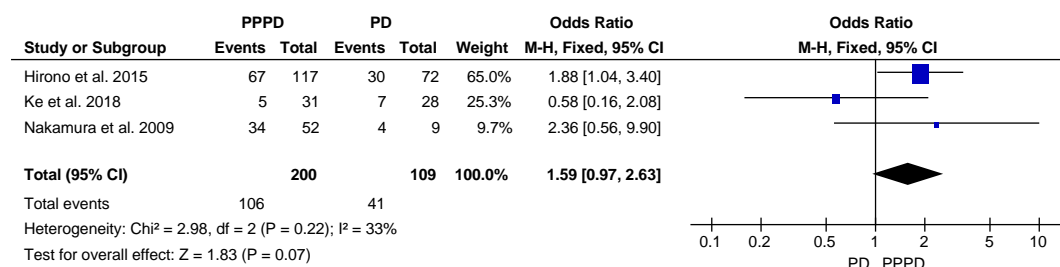 PPPD PD Odds Ratio Odds Ratio
Study or Subgroup Events Total Events Total Weight M-H, Fixed, 95% CI M-H, Fixed, 95% CI
Hirono et al. 2015 67 117 30 72 65.0% 1.88 [1.04, 3.40]
Ke et al. 2018 5 31 7 28 25.3% 0.58 [0.16, 2.08]
Nakamura et al. 2009 34 52 4 9 9.7% 2.36 [0.56, 9.90]
Total (95% CI) 200 109 100.0% 1.59 [0.97, 2.63]
Total events 106 41
Heterogeneity: Chi² = 2.98, df = 2 (P = 0.22); I² = 33%
Test for overall effect: Z = 1.83 (P = 0.07)
0.1 0.2 0.5 1 2 5 10
PD PPPD